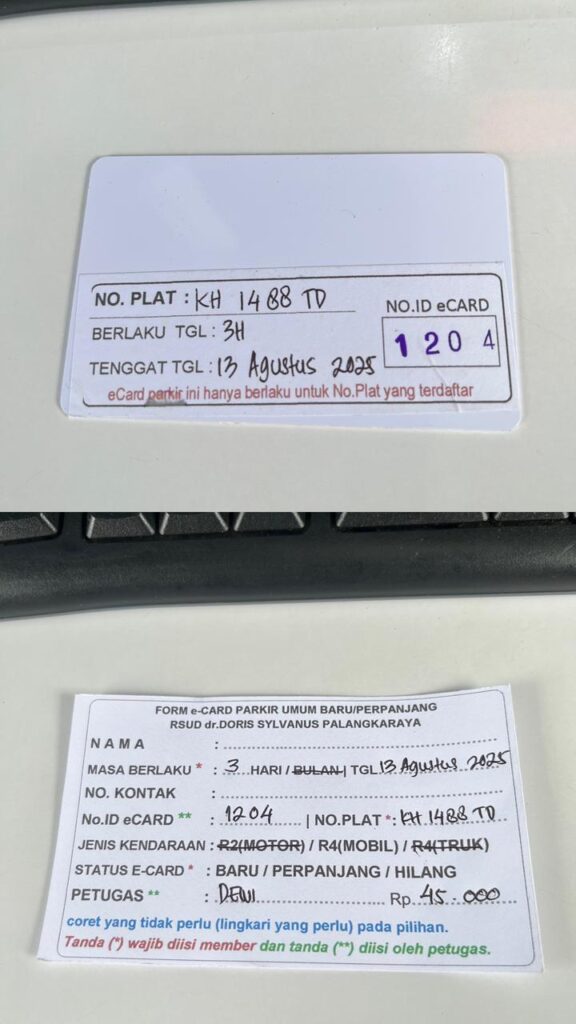 NO. PLAT : KH 1488 TD
NO.ID eCARD
BERLAKU TGL : 3H
1204
TENGGAT TGL : 13 Agustus 2025
eCard parkir ini hanya berlaku untuk No.Plat yang terdaftar
FORM e-CARD PARKIR UMUM BARU/PERPANJANG
RSUD dr.DORIS SYLVANUS PALANGKARAYA
NAMA :
MASA BERLAKU * : 3 HARI / BULAN | TGL 13 Agustus 2025
NO. KONTAK :
No.ID eCARD ** : 1204 | NO.PLAT * : KH 1488 TD
JENIS KENDARAAN : R2(MOTOR) / R4(MOBIL) / R4(TRUK)
STATUS E-CARD * : BARU / PERPANJANG / HILANG
PETUGAS ** : DEWI Rp. 45.000
coret yang tidak perlu (lingkari yang perlu) pada pilihan.
Tanda (*) wajib diisi member dan tanda (**) diisi oleh petugas.